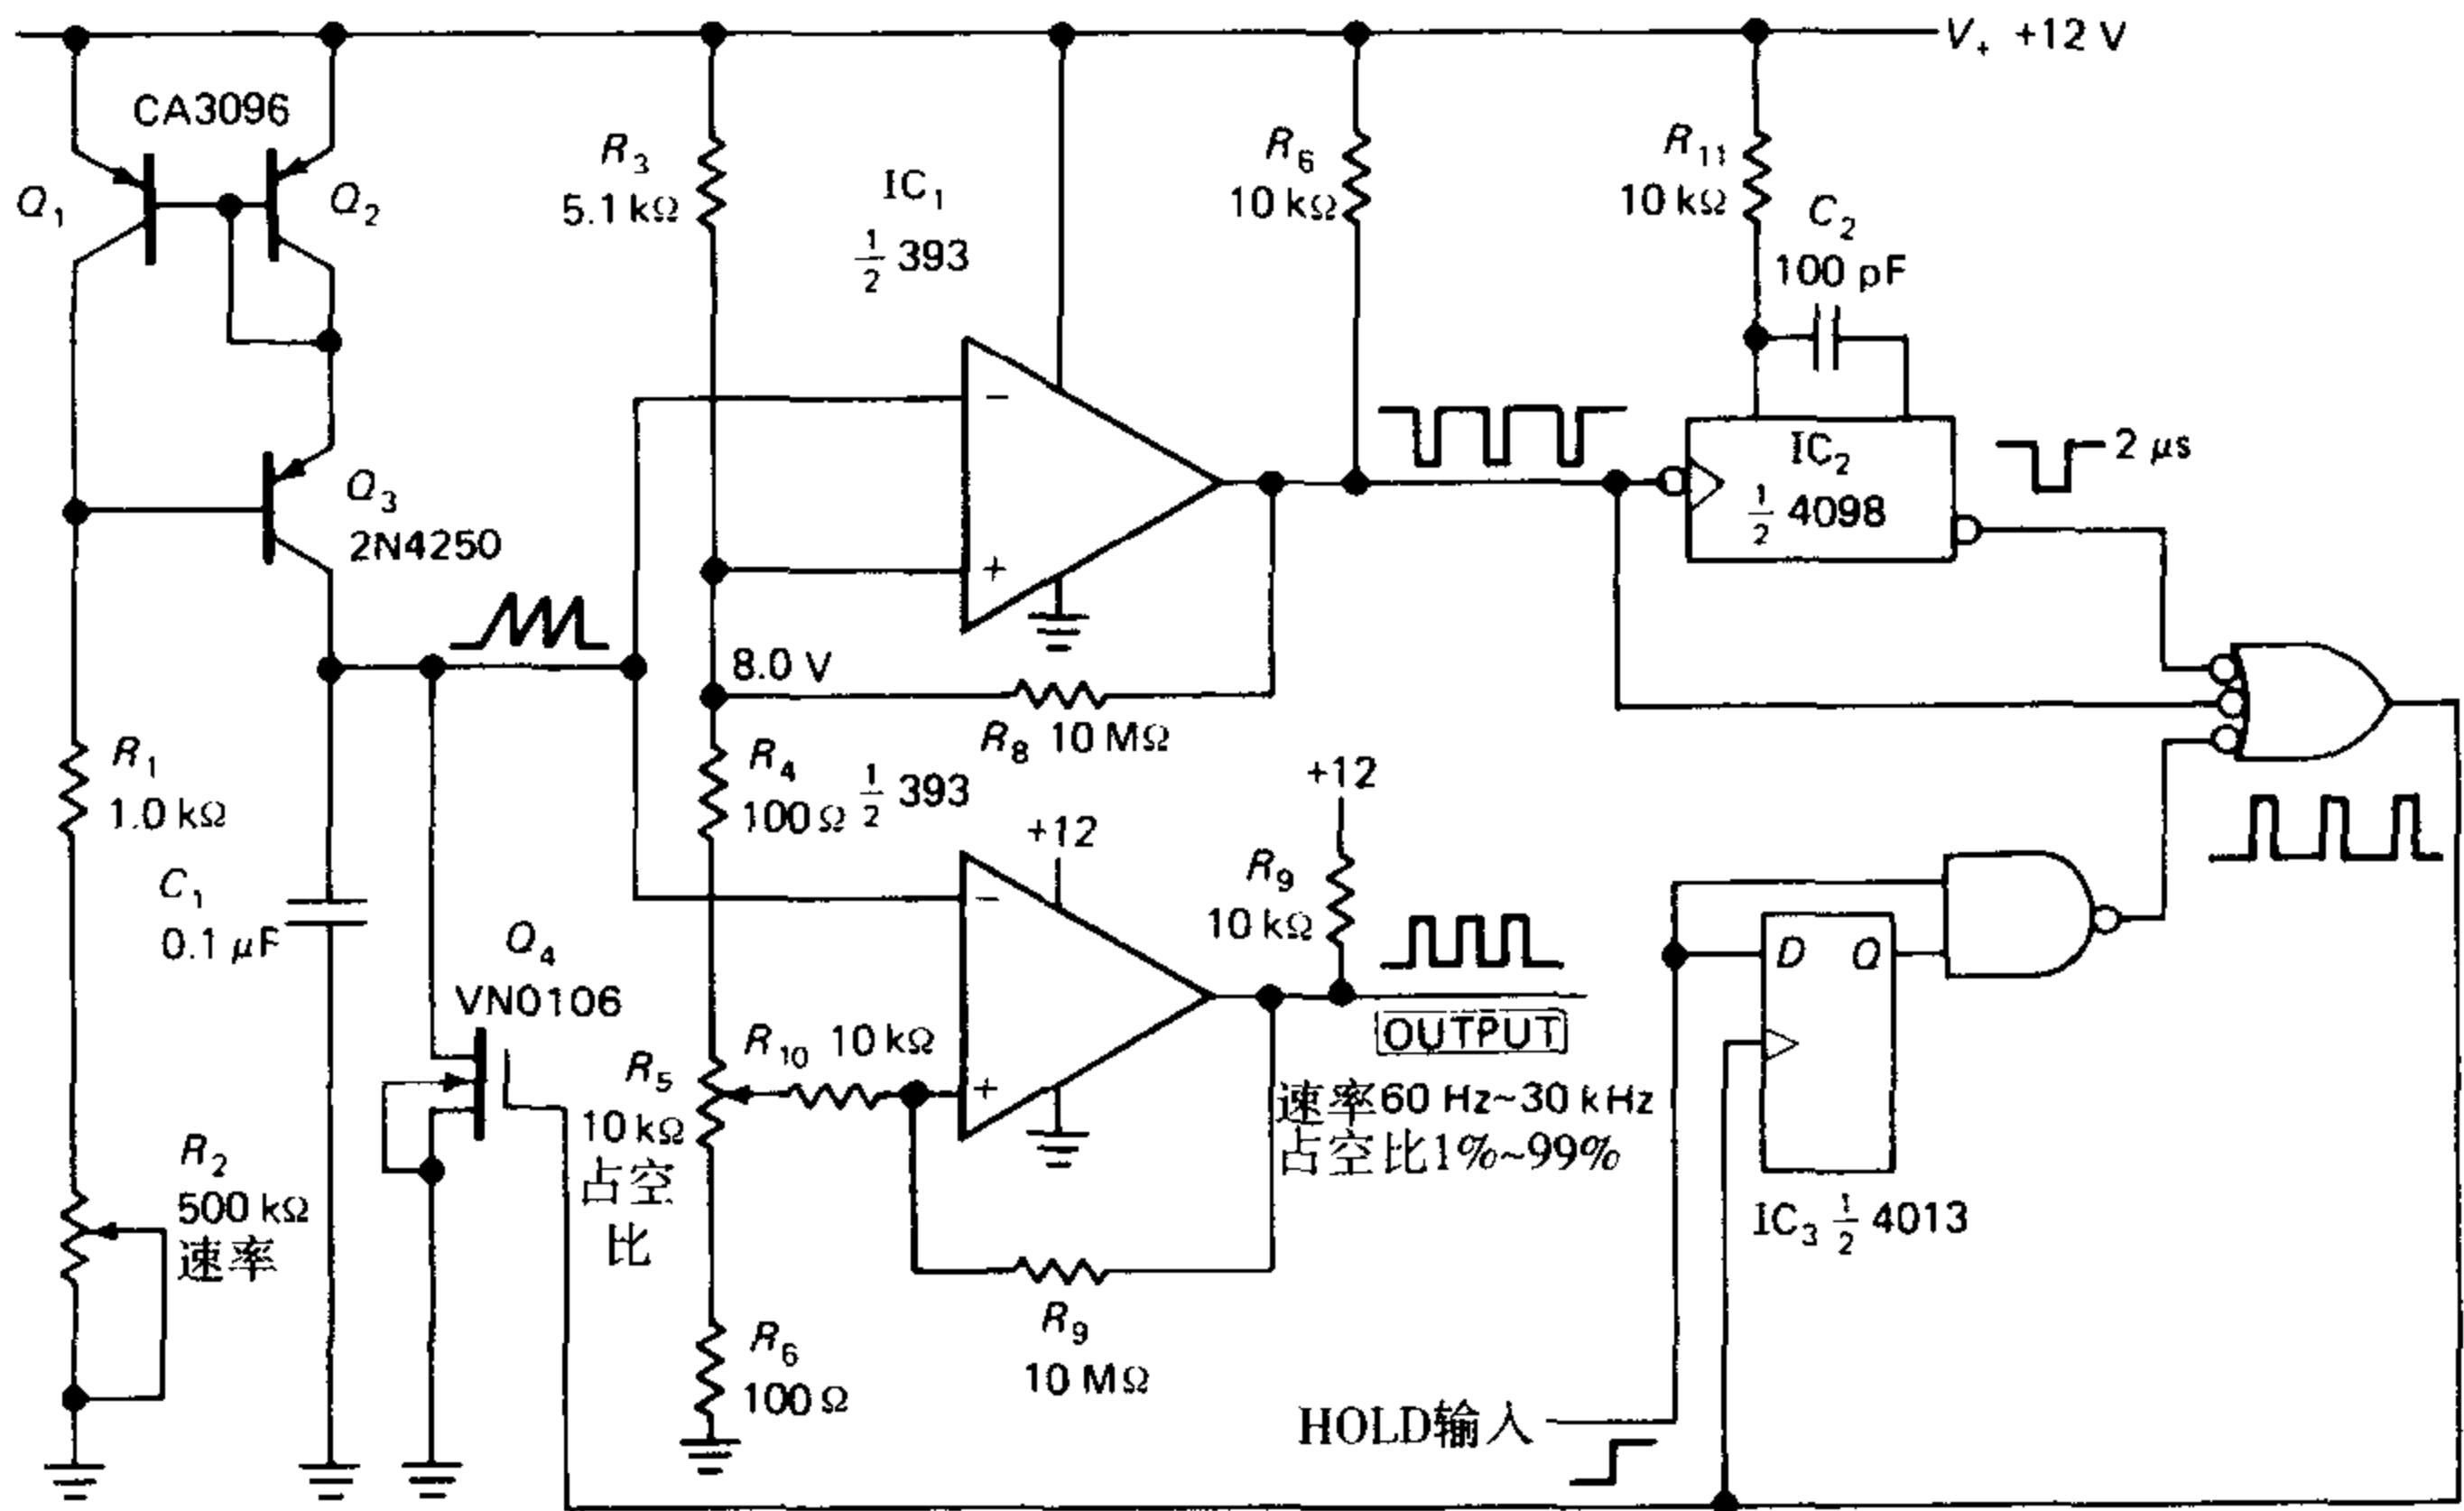 V₊ +12 V
CA3096
Q₁
Q₂
R₃
5.1 kΩ
IC₁
½ 393
R₆
10 kΩ
R₁₁
10 kΩ
C₂
100 pF
−
+
IC₂
½ 4098
2 μs
Q₃
2N4250
8.0 V
R₈ 10 MΩ
R₁
1.0 kΩ
R₄
100 Ω
½ 393
+12
+12
R₉
10 kΩ
C₁
0.1 μF
Q₄
VN0106
−
+
R₁₀ 10 kΩ
R₅
10 kΩ
占空
比
OUTPUT
速率60 Hz~30 kHz
占空比1%~99%
D Q
IC₃ ½ 4013
R₂
500 kΩ
速率
R₉
10 MΩ
R₆
100 Ω
HOLD输入